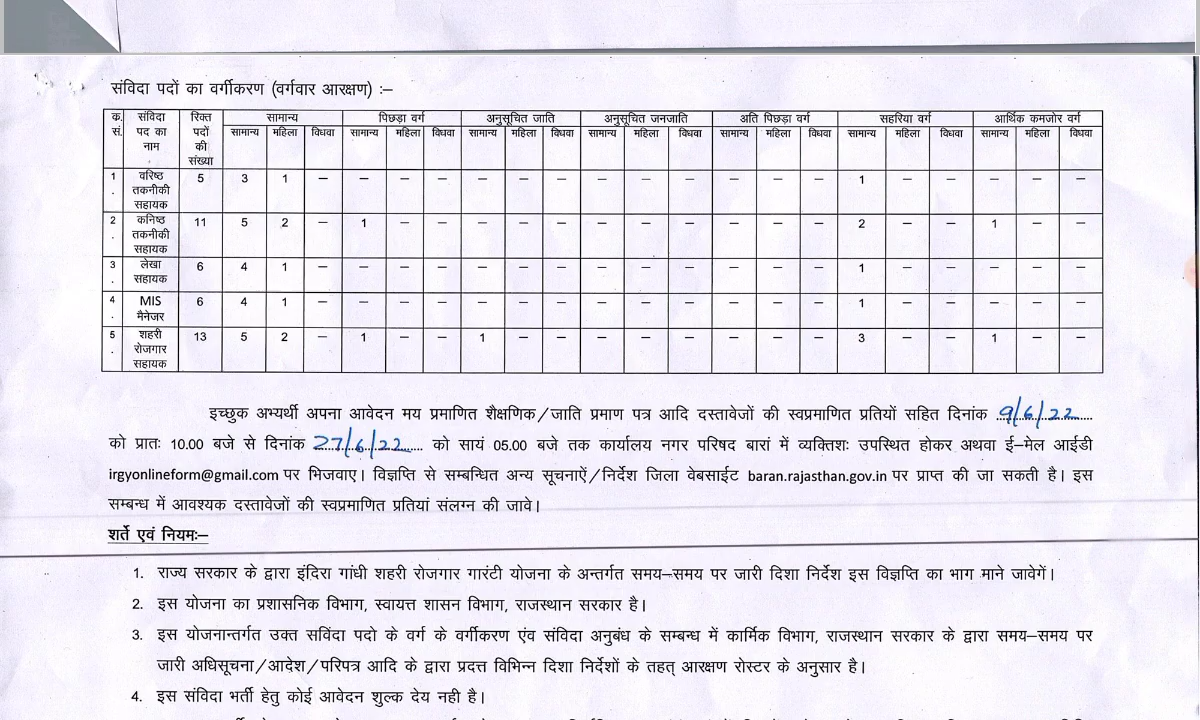 संविदा पदों का वर्गीकरण (वर्गवार आरक्षण) :–
क्र. सं. संविदा पद का नाम रिक्त पदों की संख्या सामान्य पिछड़ा वर्ग अनुसूचित जाति अनुसूचित जनजाति अति पिछड़ा वर्ग सहरिया वर्ग आर्थिक कमजोर वर्ग
सामान्य महिला विधवा सामान्य महिला विधवा सामान्य महिला विधवा सामान्य महिला विधवा सामान्य महिला विधवा सामान्य महिला विधवा सामान्य महिला विधवा
1. वरिष्ठ तकनीकी सहायक 5 3 1 – – – – – – – – – – – – – 1 – – – – –
2. कनिष्ठ तकनीकी सहायक 11 5 2 – 1 – – – – – – – – – – – 2 – – 1 – –
3. लेखा सहायक 6 4 1 – – – – – – – – – – – – – 1 – – – – –
4. MIS मैनेजर 6 4 1 – – – – – – – – – – – – – 1 – – – – –
5. शहरी रोजगार सहायक 13 5 2 – 1 – – 1 – – – – – – – – 3 – – 1 – –
इच्छुक अभ्यर्थी अपना आवेदन मय प्रमाणित शैक्षणिक/जाति प्रमाण पत्र आदि दस्तावेजों की स्वप्रमाणित प्रतियों सहित दिनांक 9/6/22
को प्रातः 10.00 बजे से दिनांक 27/6/22 को सायं 05.00 बजे तक कार्यालय नगर परिषद बारां में व्यक्तिशः उपस्थित होकर अथवा ई–मेल आईडी
irgyonlineform@gmail.com पर भिजवाए। विज्ञप्ति से सम्बन्धित अन्य सूचनाऐं/निर्देश जिला वेबसाईट baran.rajasthan.gov.in पर प्राप्त की जा सकती है। इस
सम्बन्ध में आवश्यक दस्तावेजों की स्वप्रमाणित प्रतियां संलग्न की जावे।
शर्ते एवं नियमः–
1. राज्य सरकार के द्वारा इंदिरा गांधी शहरी रोजगार गारंटी योजना के अन्तर्गत समय–समय पर जारी दिशा निर्देश इस विज्ञप्ति का भाग माने जावेगें।
2. इस योजना का प्रशासनिक विभाग, स्वायत्त शासन विभाग, राजस्थान सरकार है।
3. इस योजनान्तर्गत उक्त सविंदा पदो के वर्ग के वर्गीकरण एंव संविदा अनुबंध के सम्बन्ध में कार्मिक विभाग, राजस्थान सरकार के द्वारा समय–समय पर
जारी अधिसूचना/आदेश/परिपत्र आदि के द्वारा प्रदत्त विभिन्न दिशा निर्देशों के तहत् आरक्षण रोस्टर के अनुसार है।
4. इस संविदा भर्ती हेतु कोई आवेदन शुल्क देय नही है।